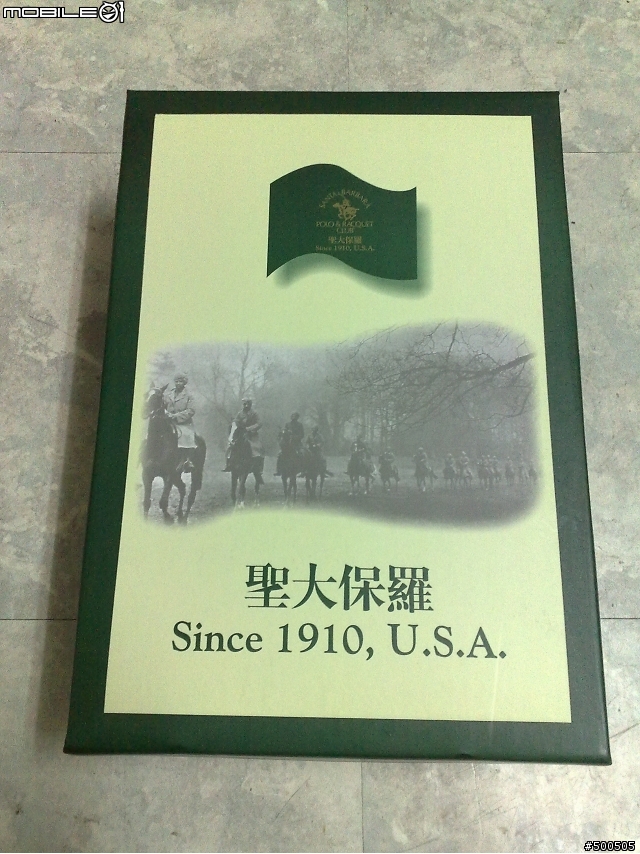 MOBILE01
SANTA BARBARA
POLO & RACQUET
CLUB
聖大保羅
Since 1910, U.S.A.
聖大保羅
Since 1910, U.S.A.
#500505